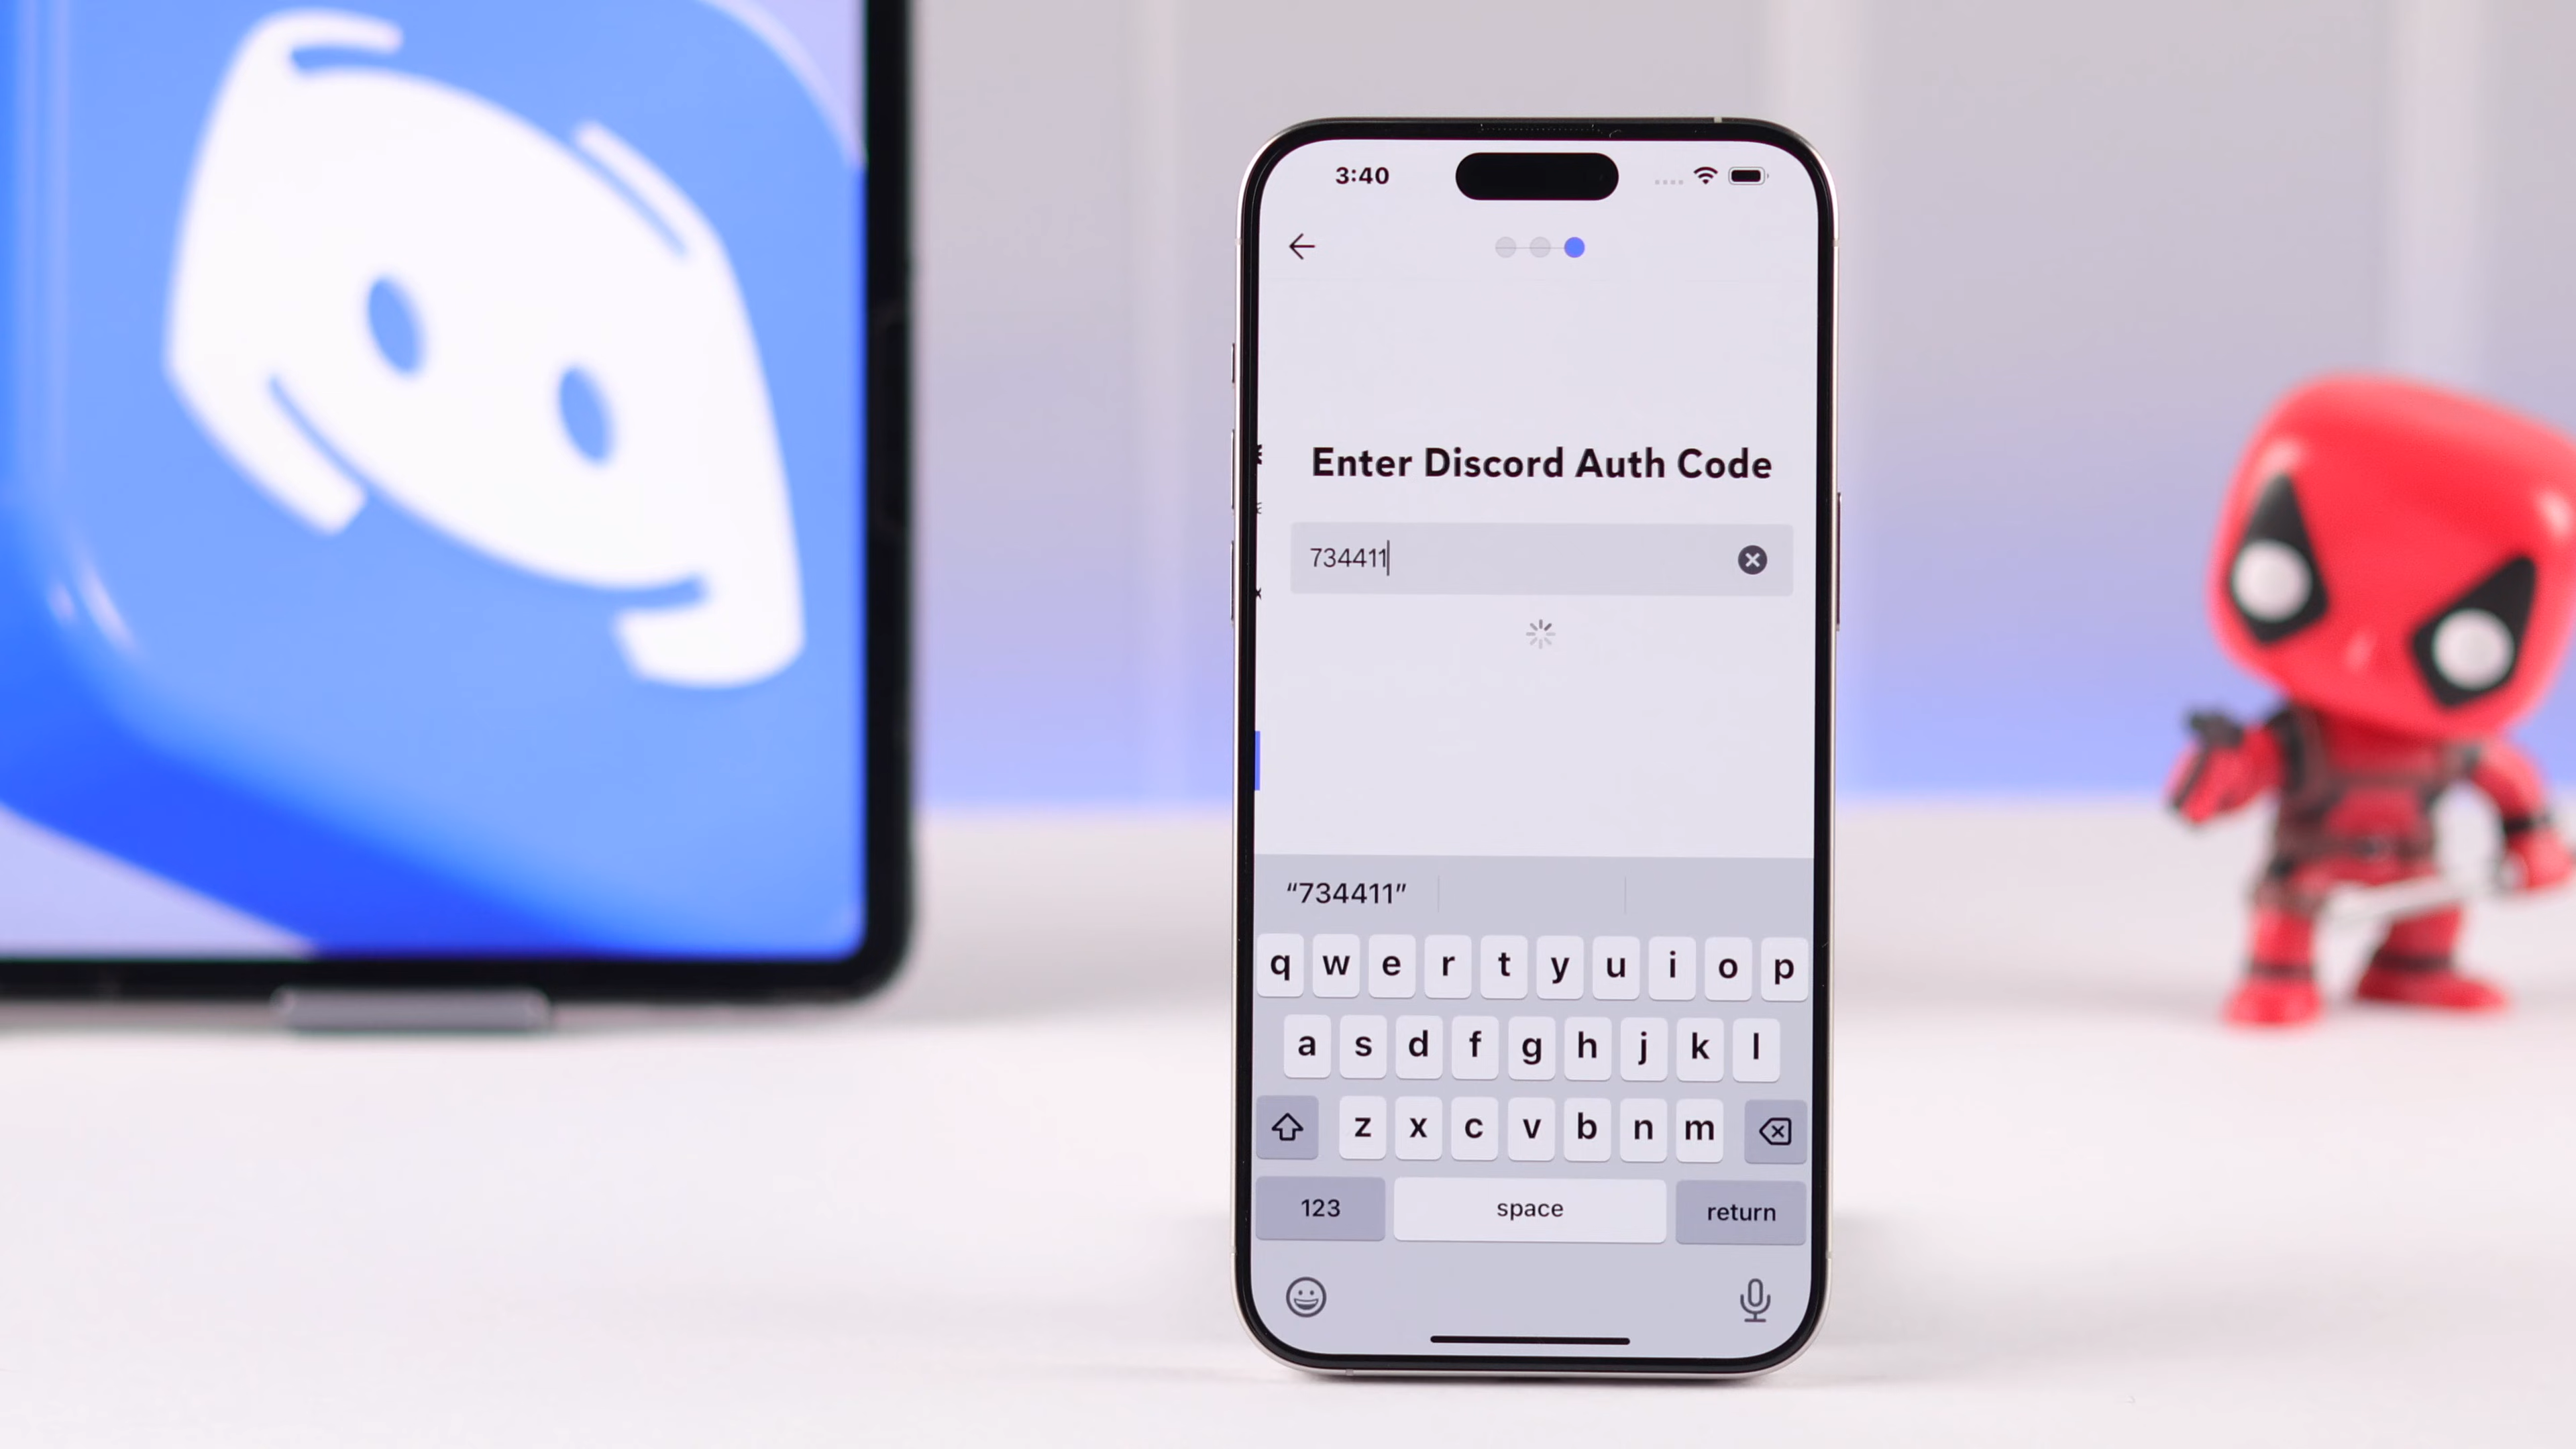 3:40
Enter Discord Auth Code
734411
“734411”
q w e r t y u i o p
a s d f g h j k l
z x c v b n m
123 space return